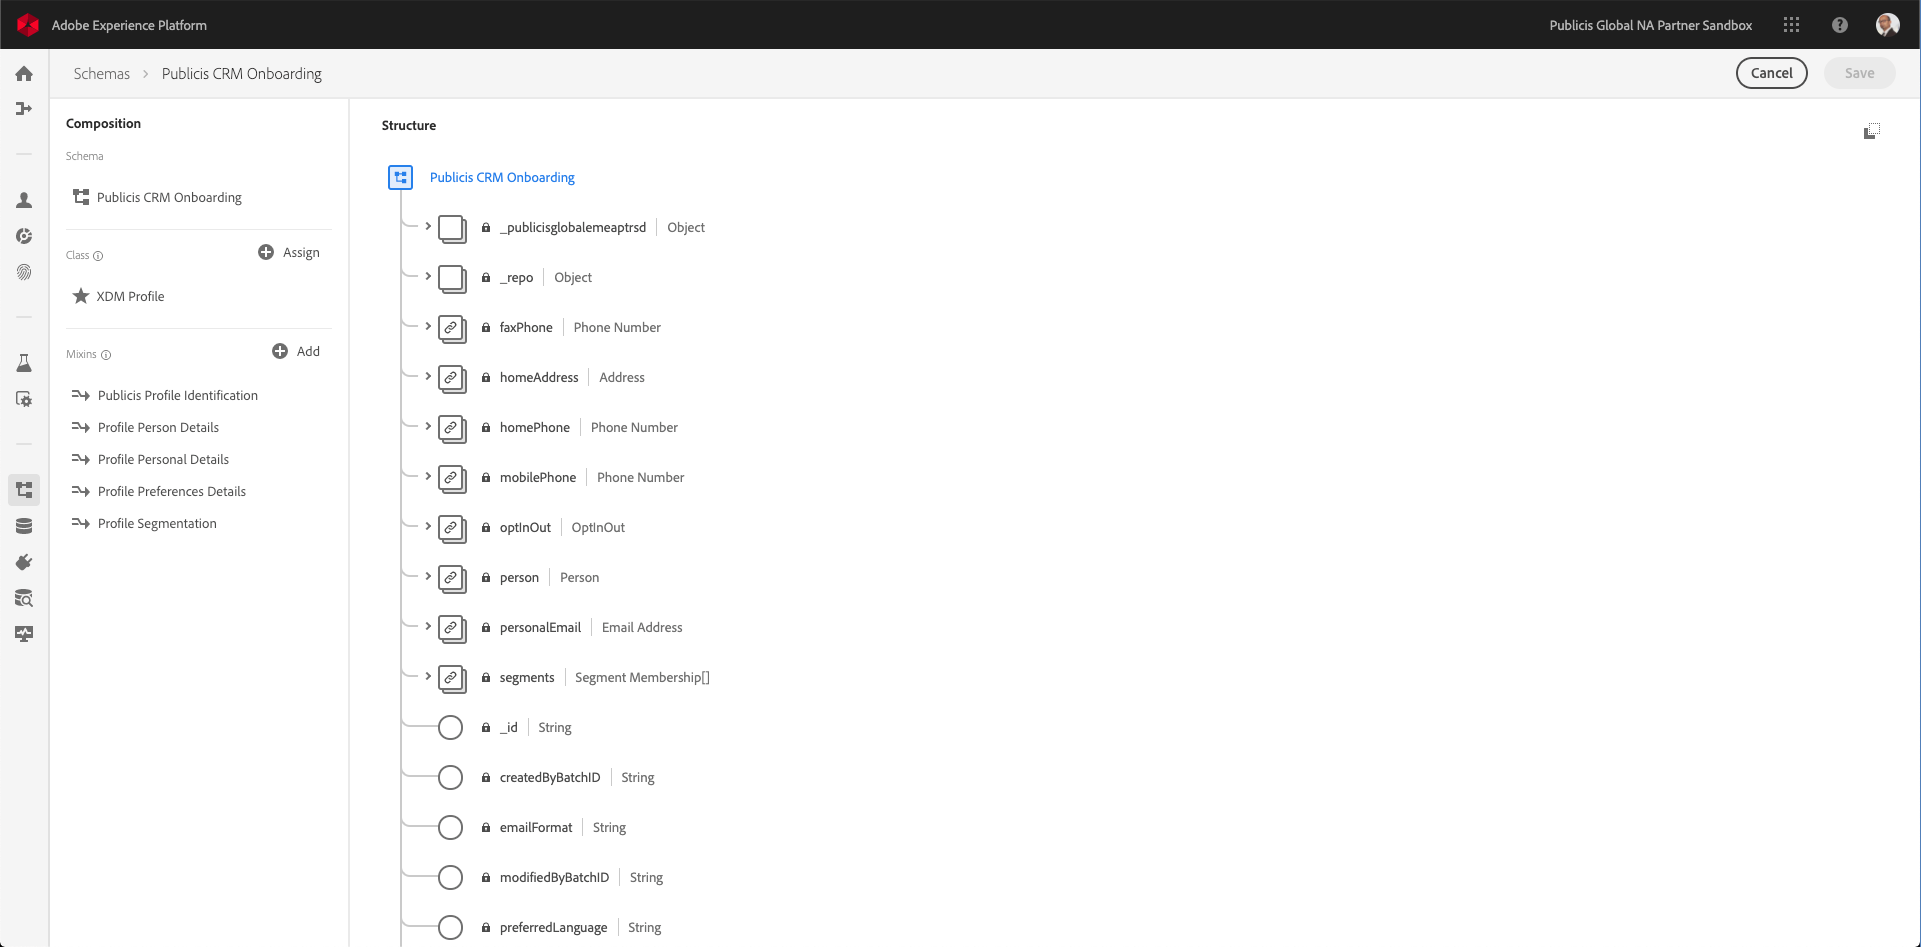 Adobe Experience Platform
Publicis Global NA Partner Sandbox
Schemas > Publicis CRM Onboarding
Cancel
Save
Composition
Schema
Publicis CRM Onboarding
Class
Assign
XDM Profile
Mixins
Add
Publicis Profile Identification
Profile Person Details
Profile Personal Details
Profile Preferences Details
Profile Segmentation
Structure
Publicis CRM Onboarding
_publicisglobalemeaptrsd | Object
_repo | Object
faxPhone | Phone Number
homeAddress | Address
homePhone | Phone Number
mobilePhone | Phone Number
optInOut | OptInOut
person | Person
personalEmail | Email Address
segments | Segment Membership[]
_id | String
createdByBatchID | String
emailFormat | String
modifiedByBatchID | String
preferredLanguage | String